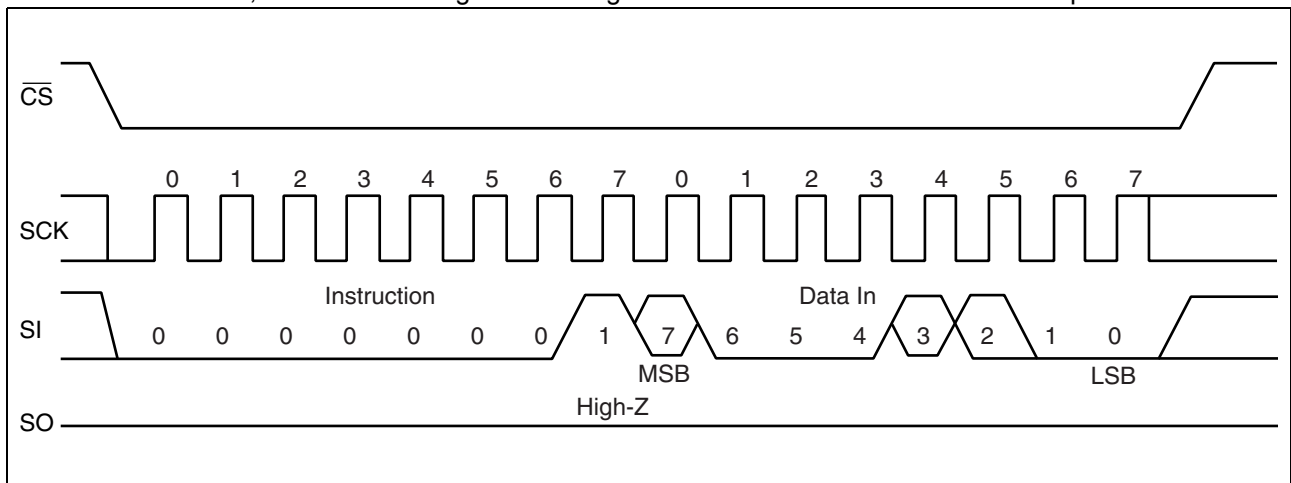 CS
0 1 2 3 4 5 6 7 0 1 2 3 4 5 6 7
SCK
Instruction Data In
SI 0 0 0 0 0 0 0 1 7 6 5 4 3 2 1 0
MSB LSB
High-Z
SO